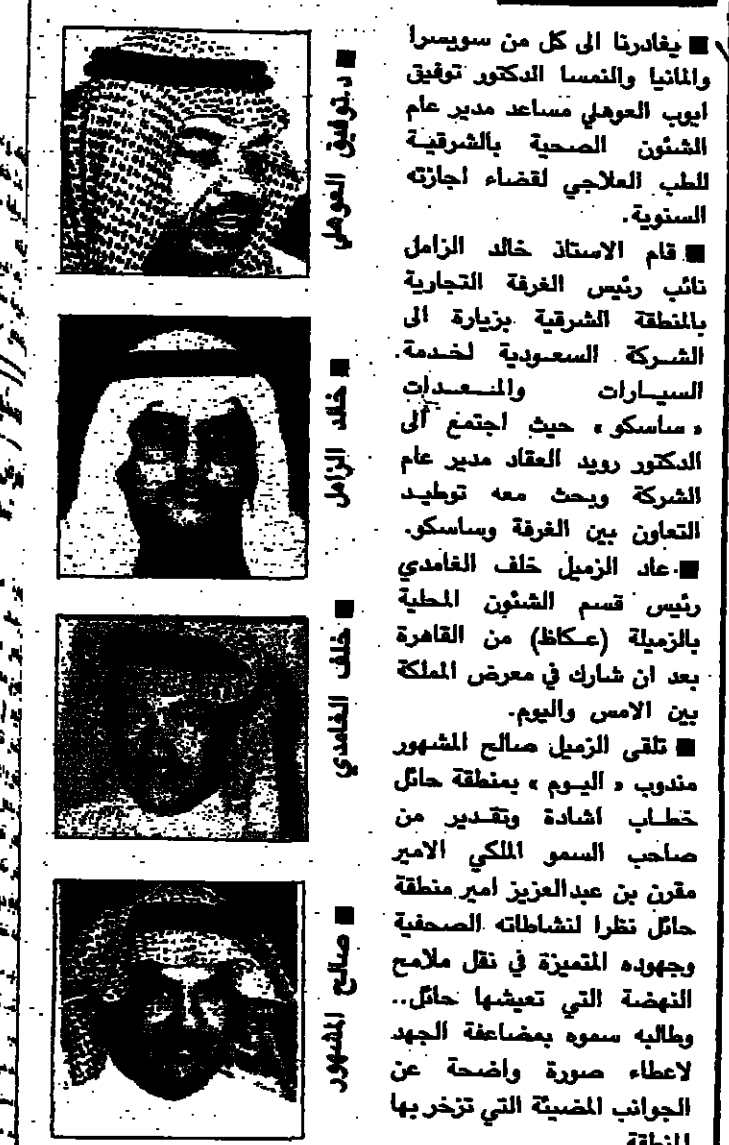 ■ يغادرنا الى كل من سويسرا
والمانيا والنمسا الدكتور توفيق
ايوب العوهلي مساعد مدير عام
الشئون الصحية بالشرقية
للطب العلاجي لقضاء اجازته
السنوية.
■ قام الاستاذ خالد الزامل
نائب رئيس الغرفة التجارية
بالمنطقة الشرقية بزيارة الى
الشركة السعودية لخدمة
السيارات والمعدات
«ساسكو» حيث اجتمع الى
الدكتور رويد العقاد مدير عام
الشركة وبحث معه توطيد
التعاون بين الغرفة وساسكو.
■ عاد الزميل خلف الغامدي
رئيس قسم الشئون المحلية
بالزميلة (عكاظ) من القاهرة
بعد ان شارك في معرض المملكة
بين الامس واليوم.
■ تلقى الزميل صالح المشهور
مندوب «اليوم» بمنطقة حائل
خطاب اشادة وتقدير من
صاحب السمو الملكي الامير
مقرن بن عبدالعزيز امير منطقة
حائل نظرا لنشاطاته الصحفية
وجهوده المتميزة في نقل ملامح
النهضة التي تعيشها حائل..
وطالبه سموه بمضاعفة الجهد
لاعطاء صورة واضحة عن
الجوانب المضيئة التي تزخر بها
المنطقة
■ د. توفيق العوهلي
■ خالد الزامل
■ خلف الغامدي
■ صالح المشهور